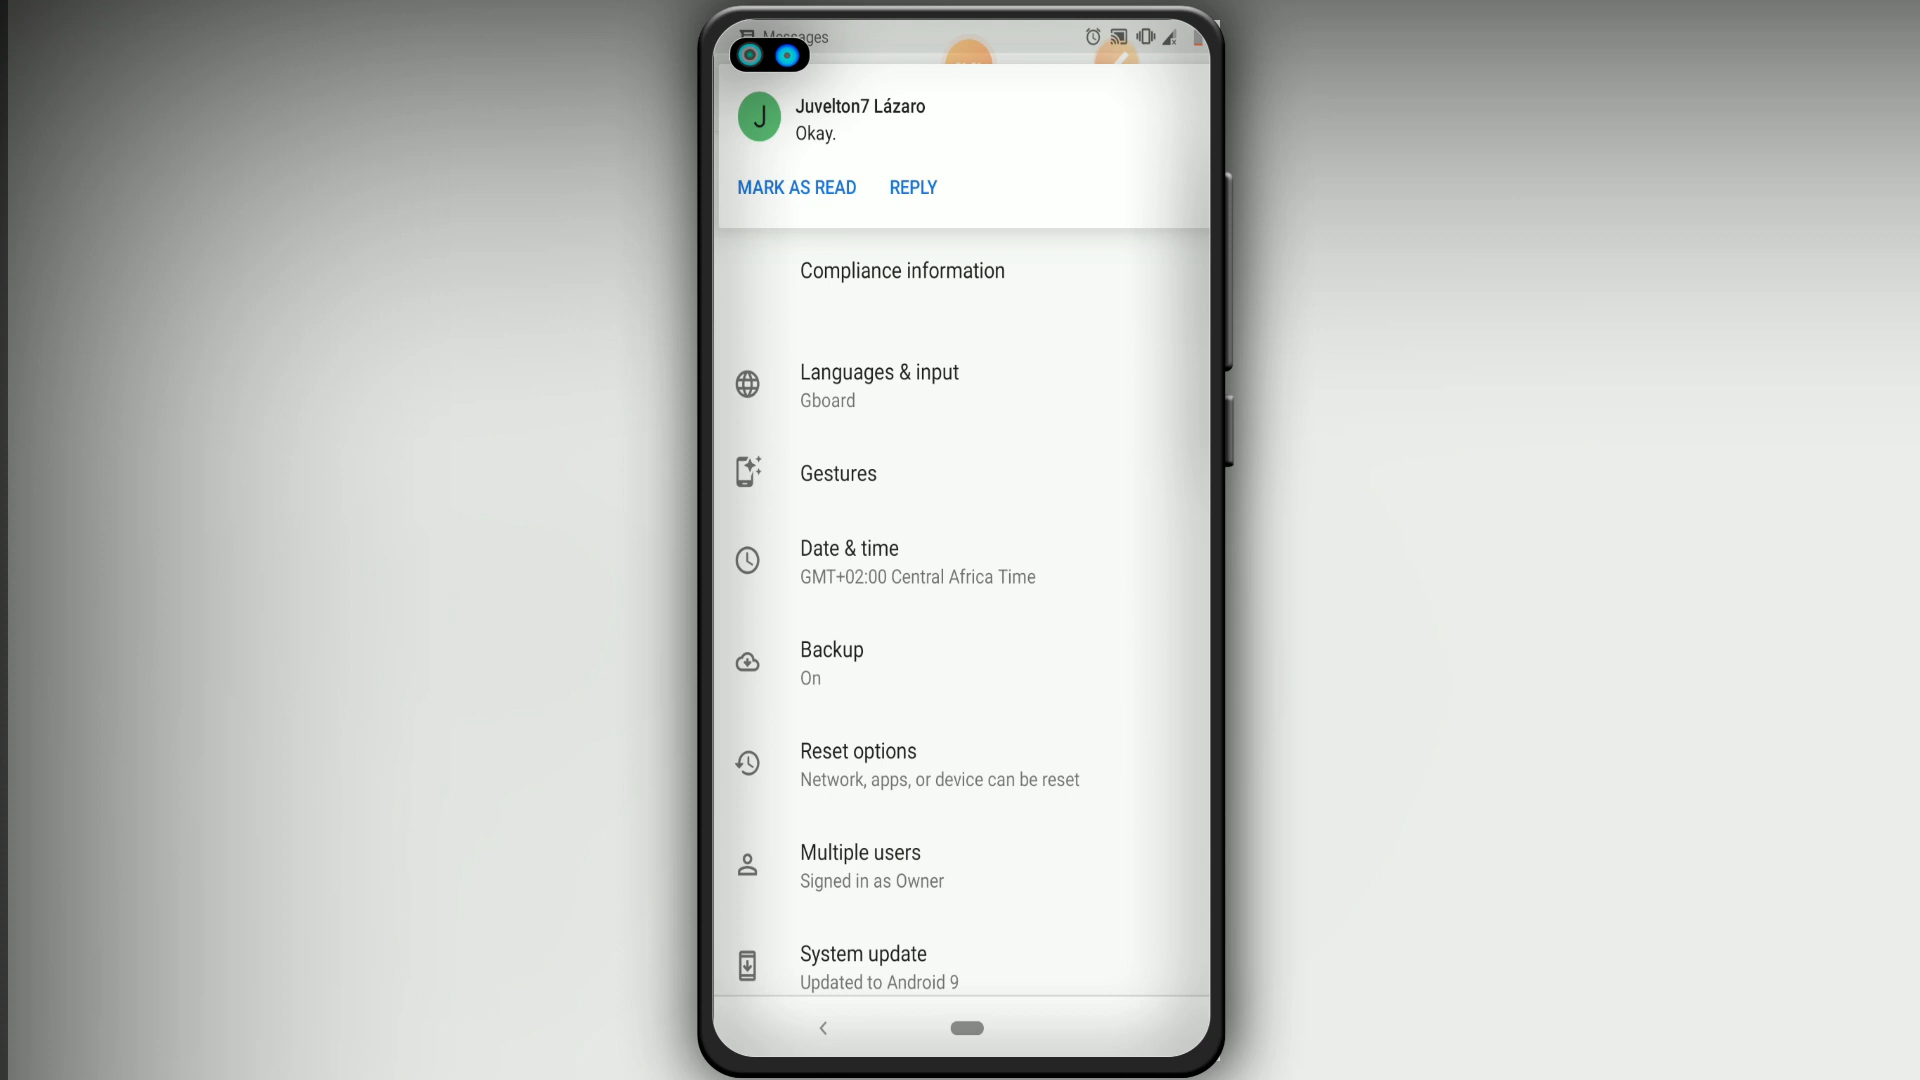 Messages
J
Juvelton7 Lázaro
Okay.
MARK AS READ REPLY
Compliance information
Languages & input
Gboard
Gestures
Date & time
GMT+02:00 Central Africa Time
Backup
On
Reset options
Network, apps, or device can be reset
Multiple users
Signed in as Owner
System update
Updated to Android 9